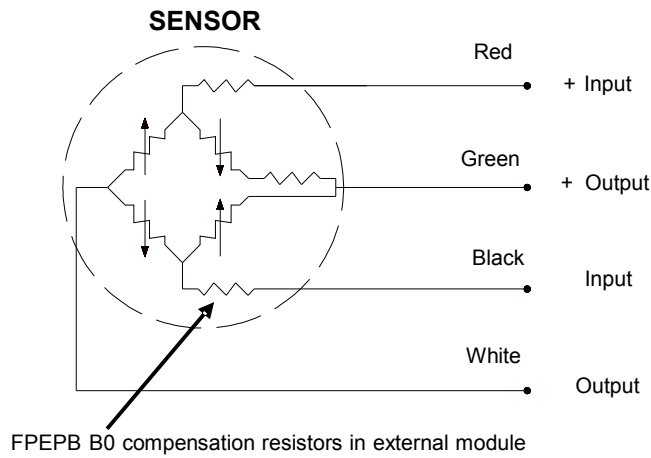 SENSOR
Red
+ Input
Green
+ Output
Black
Input
White
Output
FPEPB B0 compensation resistors in external module